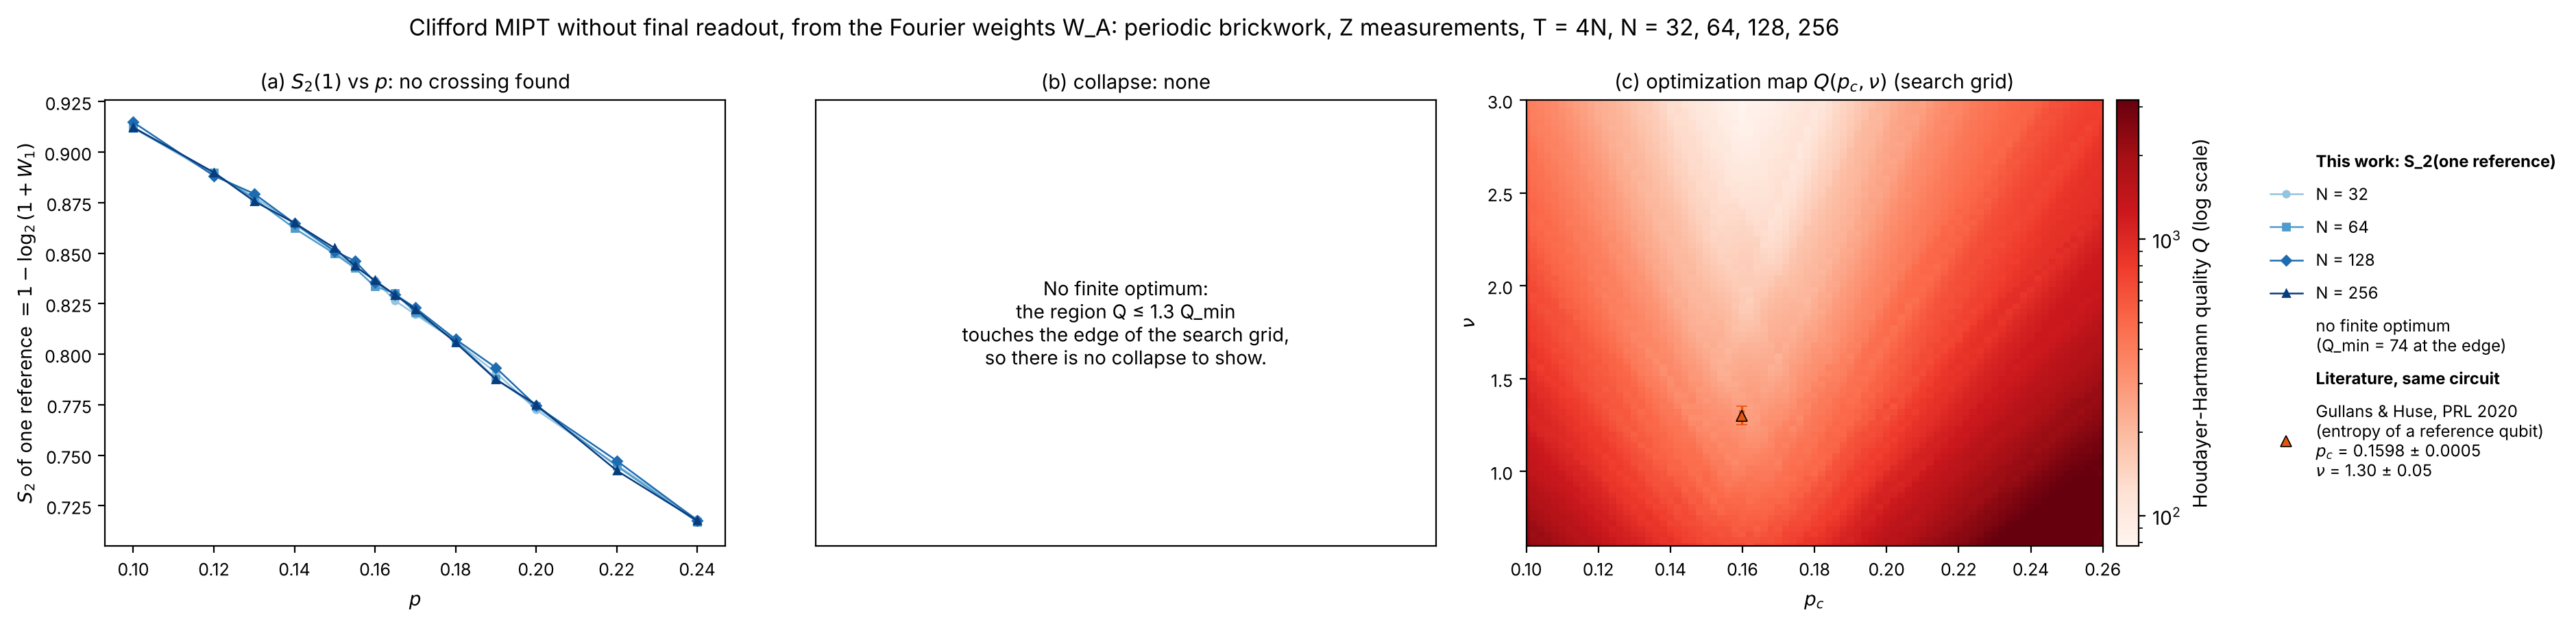 Clifford MIPT without final readout, from the Fourier weights W_A: periodic brickwork, Z measurements, T = 4N, N = 32, 64, 128, 256
(a) S₂(1) vs p: no crossing found
S₂ of one reference = 1 − log₂(1 + W₁)
0.925
0.900
0.875
0.850
0.825
0.800
0.775
0.750
0.725
0.10 0.12 0.14 0.16 0.18 0.20 0.22 0.24
p
(b) collapse: none
No finite optimum:
the region Q ≤ 1.3 Q_min
touches the edge of the search grid,
so there is no collapse to show.
(c) optimization map Q(p_c, ν) (search grid)
ν
3.0
2.5
2.0
1.5
1.0
0.10 0.12 0.14 0.16 0.18 0.20 0.22 0.24 0.26
p_c
10³
10²
Houdayer-Hartmann quality Q (log scale)
This work: S_2(one reference)
N = 32
N = 64
N = 128
N = 256
no finite optimum
(Q_min = 74 at the edge)
Literature, same circuit
Gullans & Huse, PRL 2020
(entropy of a reference qubit)
p_c = 0.1598 ± 0.0005
ν = 1.30 ± 0.05